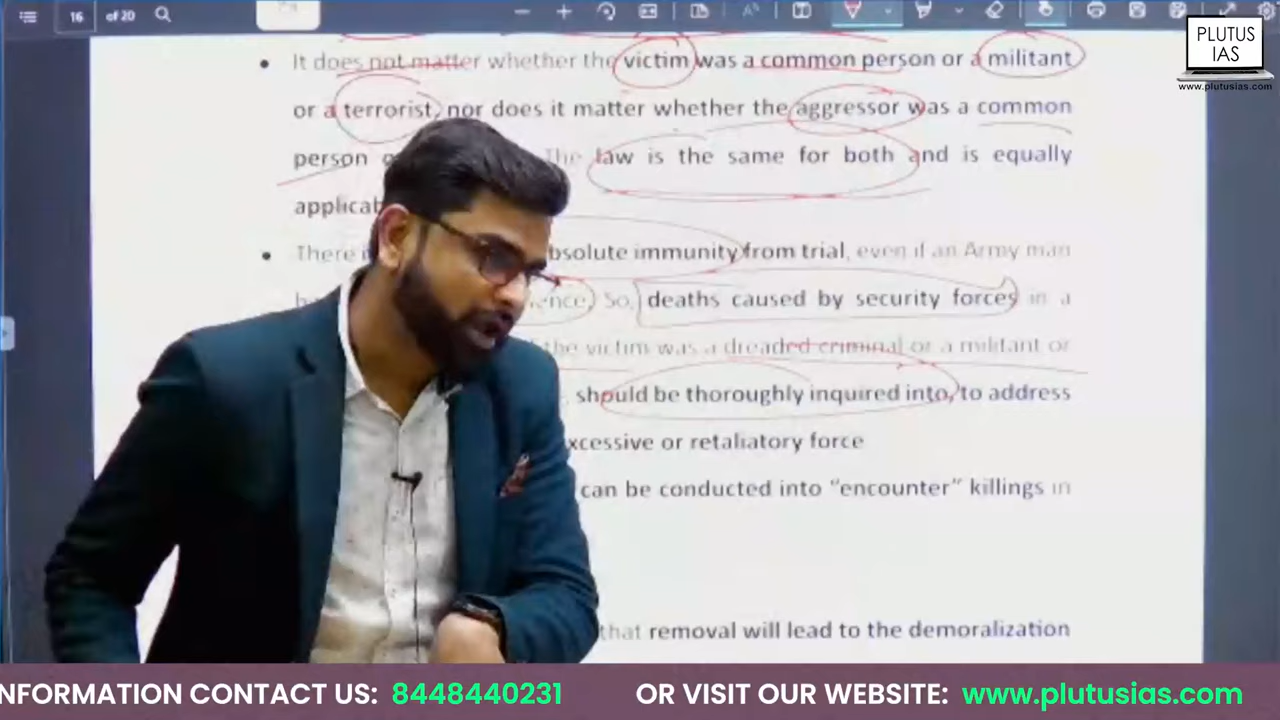 16 of 20
PLUTUS
IAS
www.plutusias.com
• It does not matter whether the victim was a common person or a militant
or a terrorist, nor does it matter whether the aggressor was a common
person The law is the same for both and is equally
• There absolute immunity from trial, even if an Army man
So, deaths caused by security forces in a
the victim was a dreaded criminal or a militant or
should be thoroughly inquired into, to address
excessive or retaliatory force
can be conducted into "encounter" killings in
that removal will lead to the demoralization
NFORMATION CONTACT US: 8448440231 OR VISIT OUR WEBSITE: www.plutusias.com